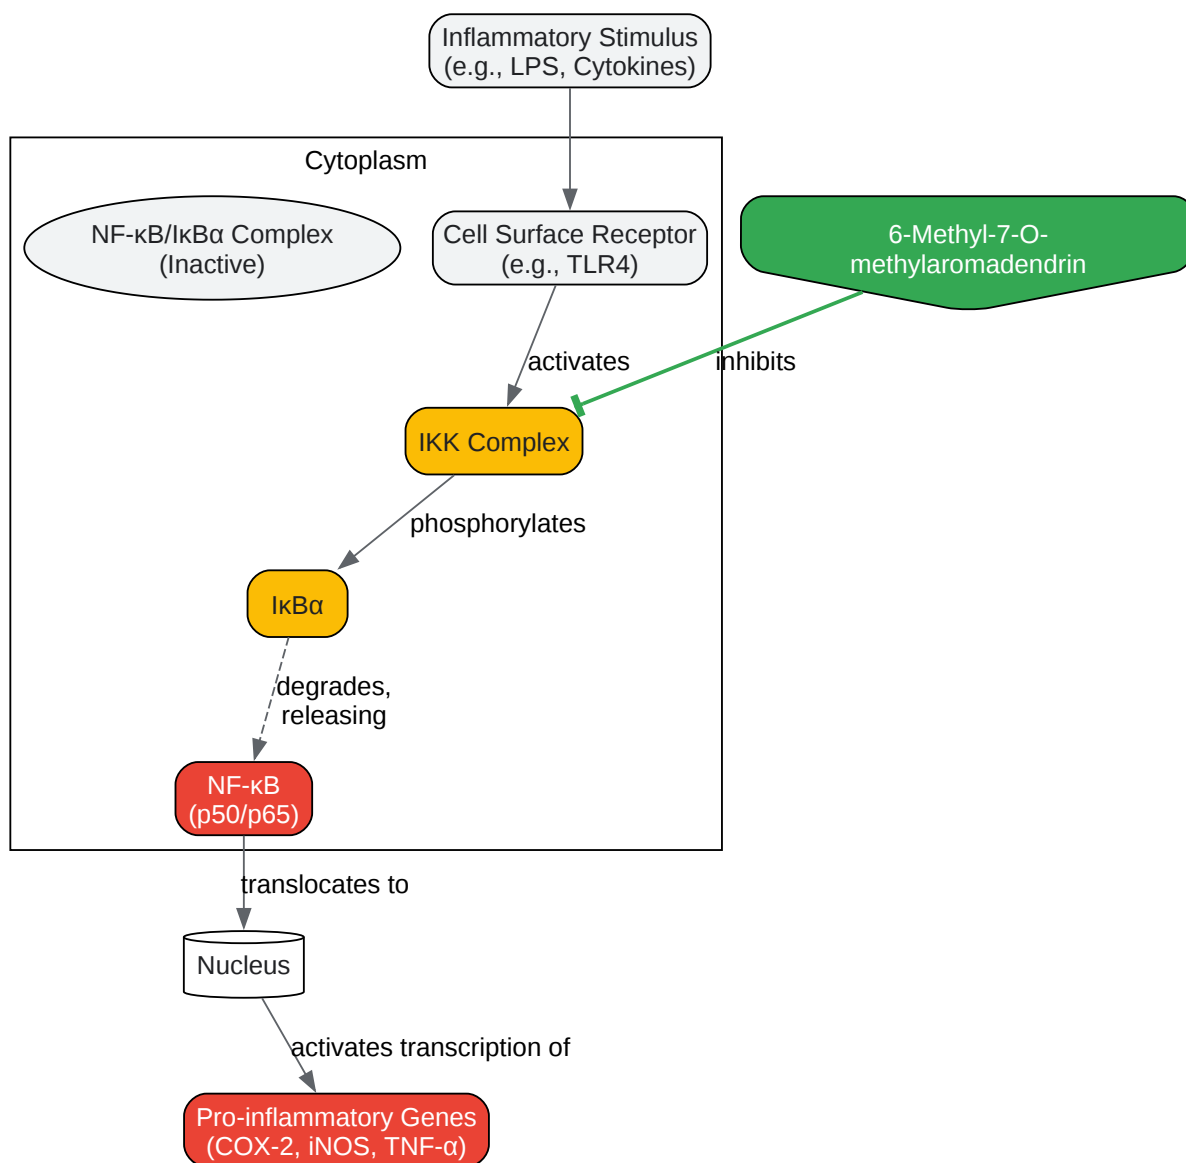 Inflammatory Stimulus
(e.g., LPS, Cytokines)
Cytoplasm
NF-κB/IκBα Complex
(Inactive)
Cell Surface Receptor
(e.g., TLR4)
6-Methyl-7-O-
methylaromadendrin
activates
inhibits
IKK Complex
phosphorylates
IκBα
degrades,
releasing
NF-κB
(p50/p65)
translocates to
Nucleus
activates transcription of
Pro-inflammatory Genes
(COX-2, iNOS, TNF-α)